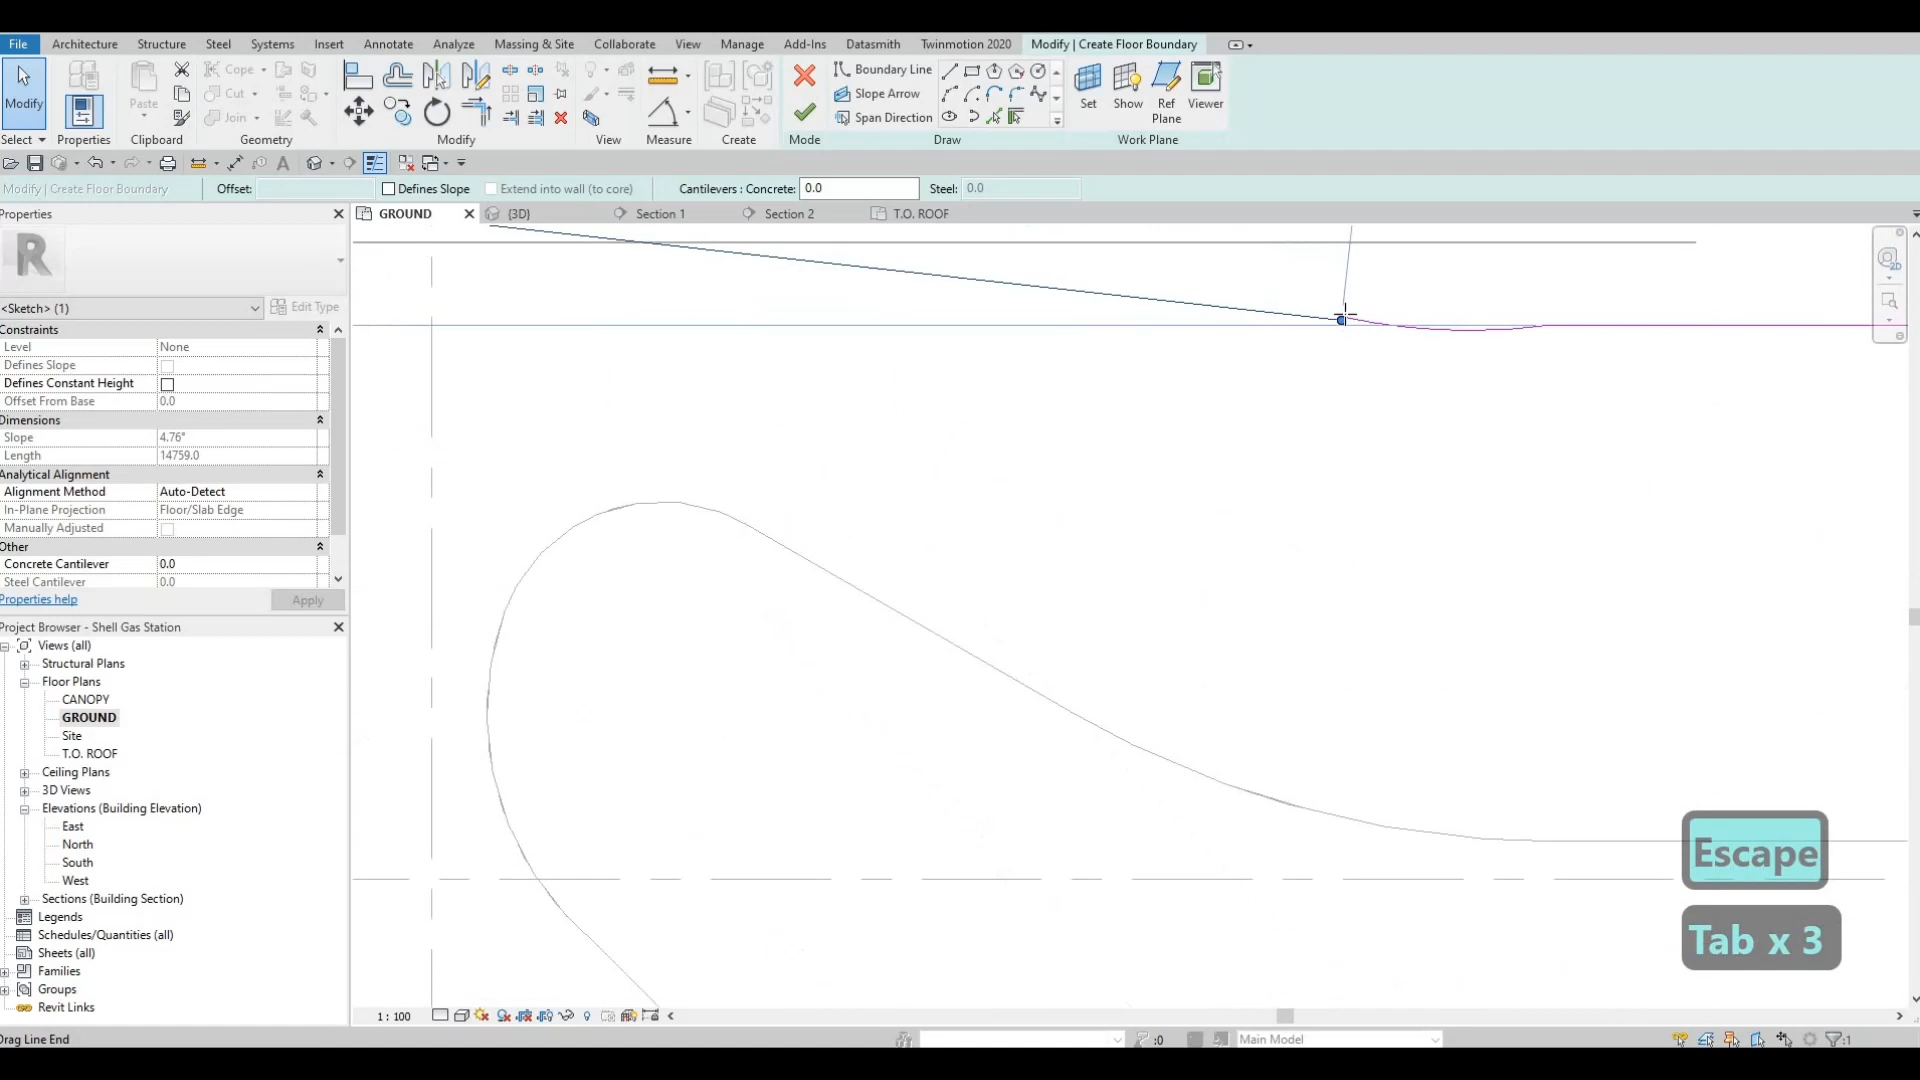 File Architecture Structure Steel Systems Insert Annotate Analyze Massing & Site Collaborate View Manage Add-Ins Datasmith Twinmotion 2020 Modify | Create Floor Boundary
Cope Boundary Line
Modify Paste Cut Slope Arrow Set Show Ref Plane Viewer
Join Span Direction
Select Properties Clipboard Geometry Modify View Measure Create Mode Draw Work Plane
Modify | Create Floor Boundary Offset: Defines Slope Extend into wall (to core) Cantilevers : Concrete: 0.0 Steel: 0.0
Properties GROUND {3D} Section 1 Section 2 T.O. ROOF
R
2D
<Sketch> (1) Edit Type
Constraints
Level None
Defines Slope
Defines Constant Height
Offset From Base 0.0
Dimensions
Slope 4.76°
Length 14759.0
Analytical Alignment
Alignment Method Auto-Detect
In-Plane Projection Floor/Slab Edge
Manually Adjusted
Other
Concrete Cantilever 0.0
Steel Cantilever 0.0
Properties help Apply
Project Browser - Shell Gas Station
Views (all)
Structural Plans
Floor Plans
CANOPY
GROUND
Site
T.O. ROOF
Ceiling Plans
3D Views
Elevations (Building Elevation)
East
North
South
West
Sections (Building Section)
Legends
Schedules/Quantities (all)
Sheets (all)
Families
Groups
Revit Links
Escape
Tab x 3
1 : 100
Drag Line End :0 Main Model :1